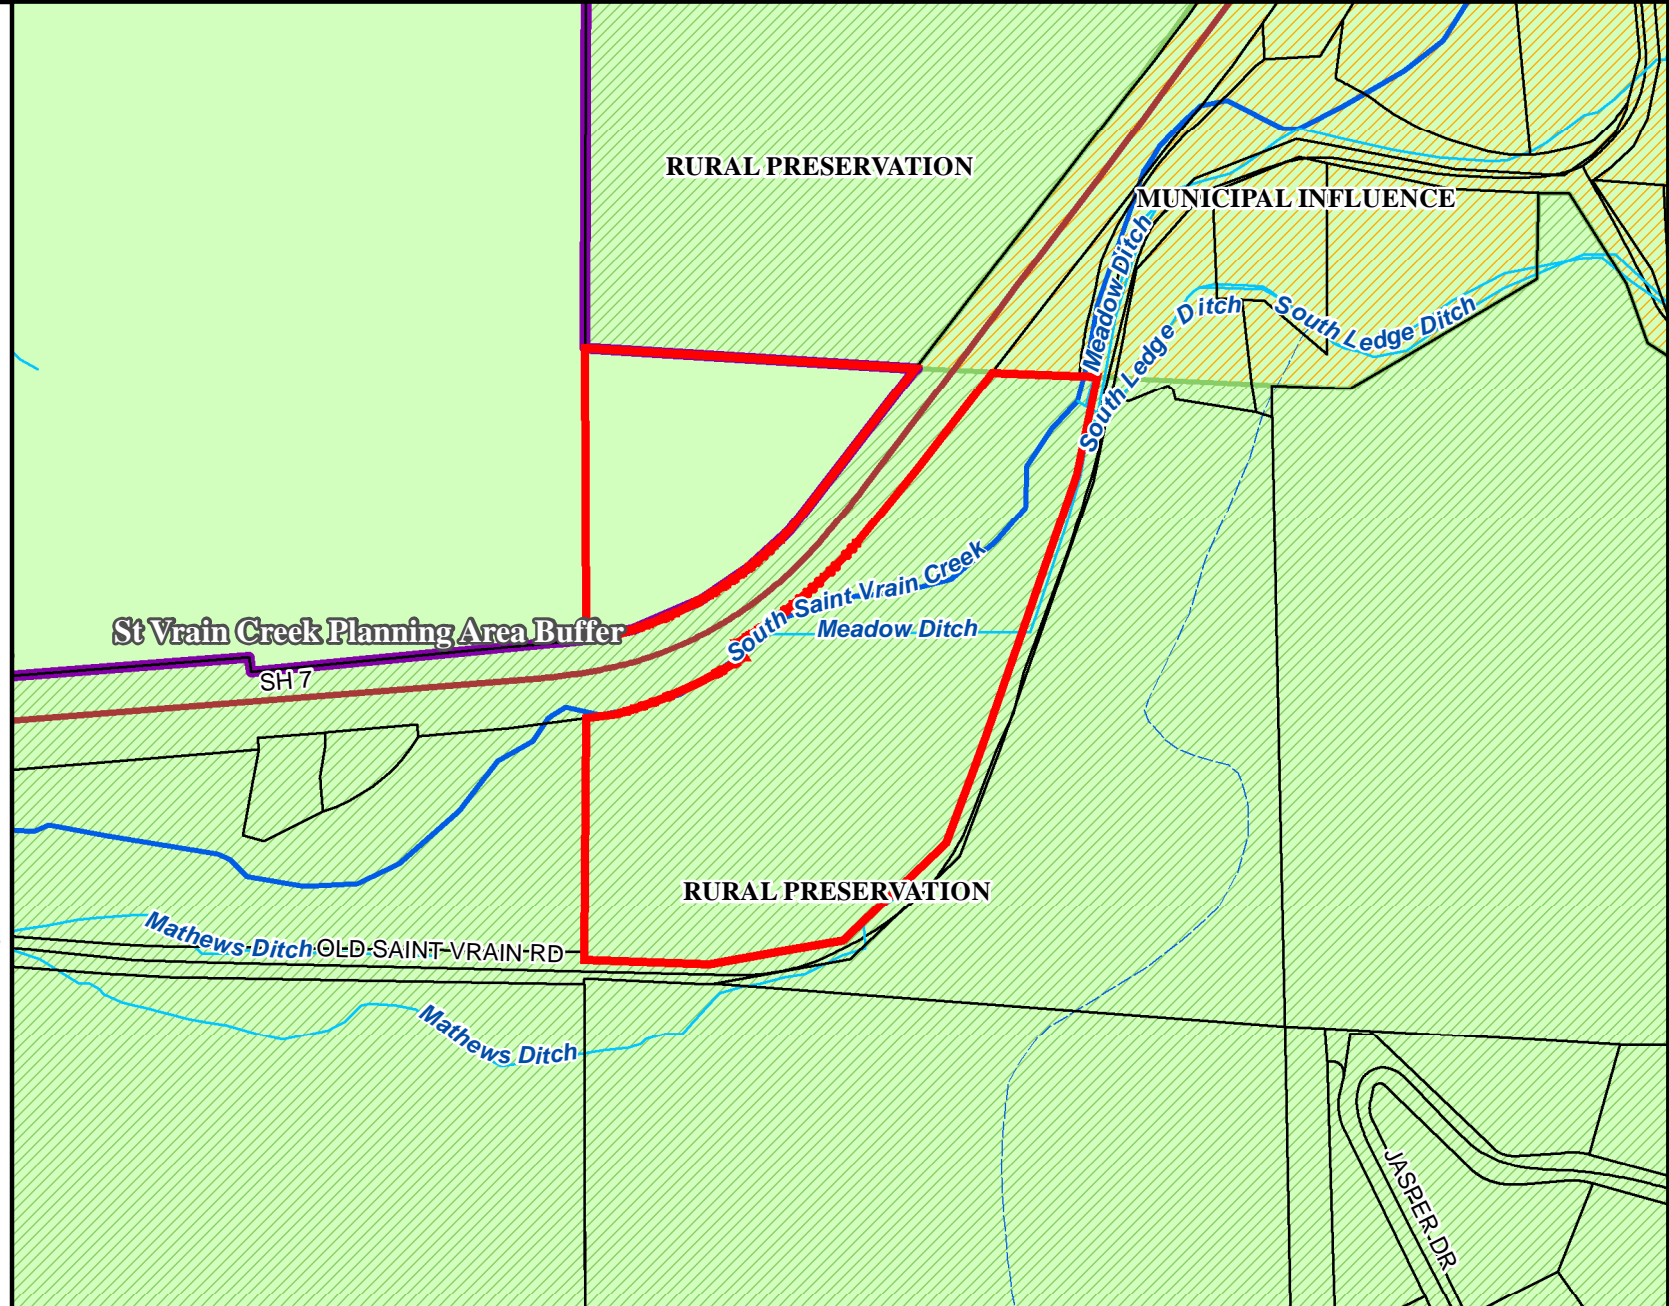 RURAL PRESERVATION
MUNICIPAL INFLUENCE
Meadow Ditch
South Ledge Ditch
South Ledge Ditch
South Saint Vrain Creek
Meadow Ditch
St Vrain Creek Planning Area Buffer
SH 7
RURAL PRESERVATION
Mathews Ditch
OLD SAINT VRAIN RD
Mathews Ditch
JASPER DR